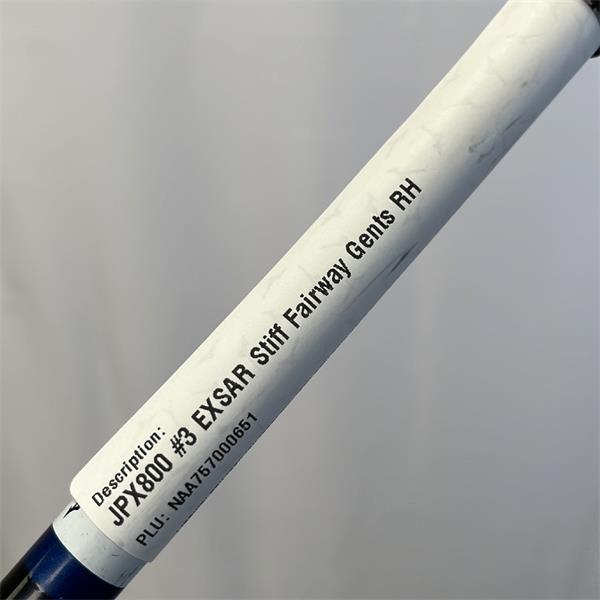 Description:
JPX800 #3 EXSAR Stiff Fairway Gents RH
PLU: NAA757000651